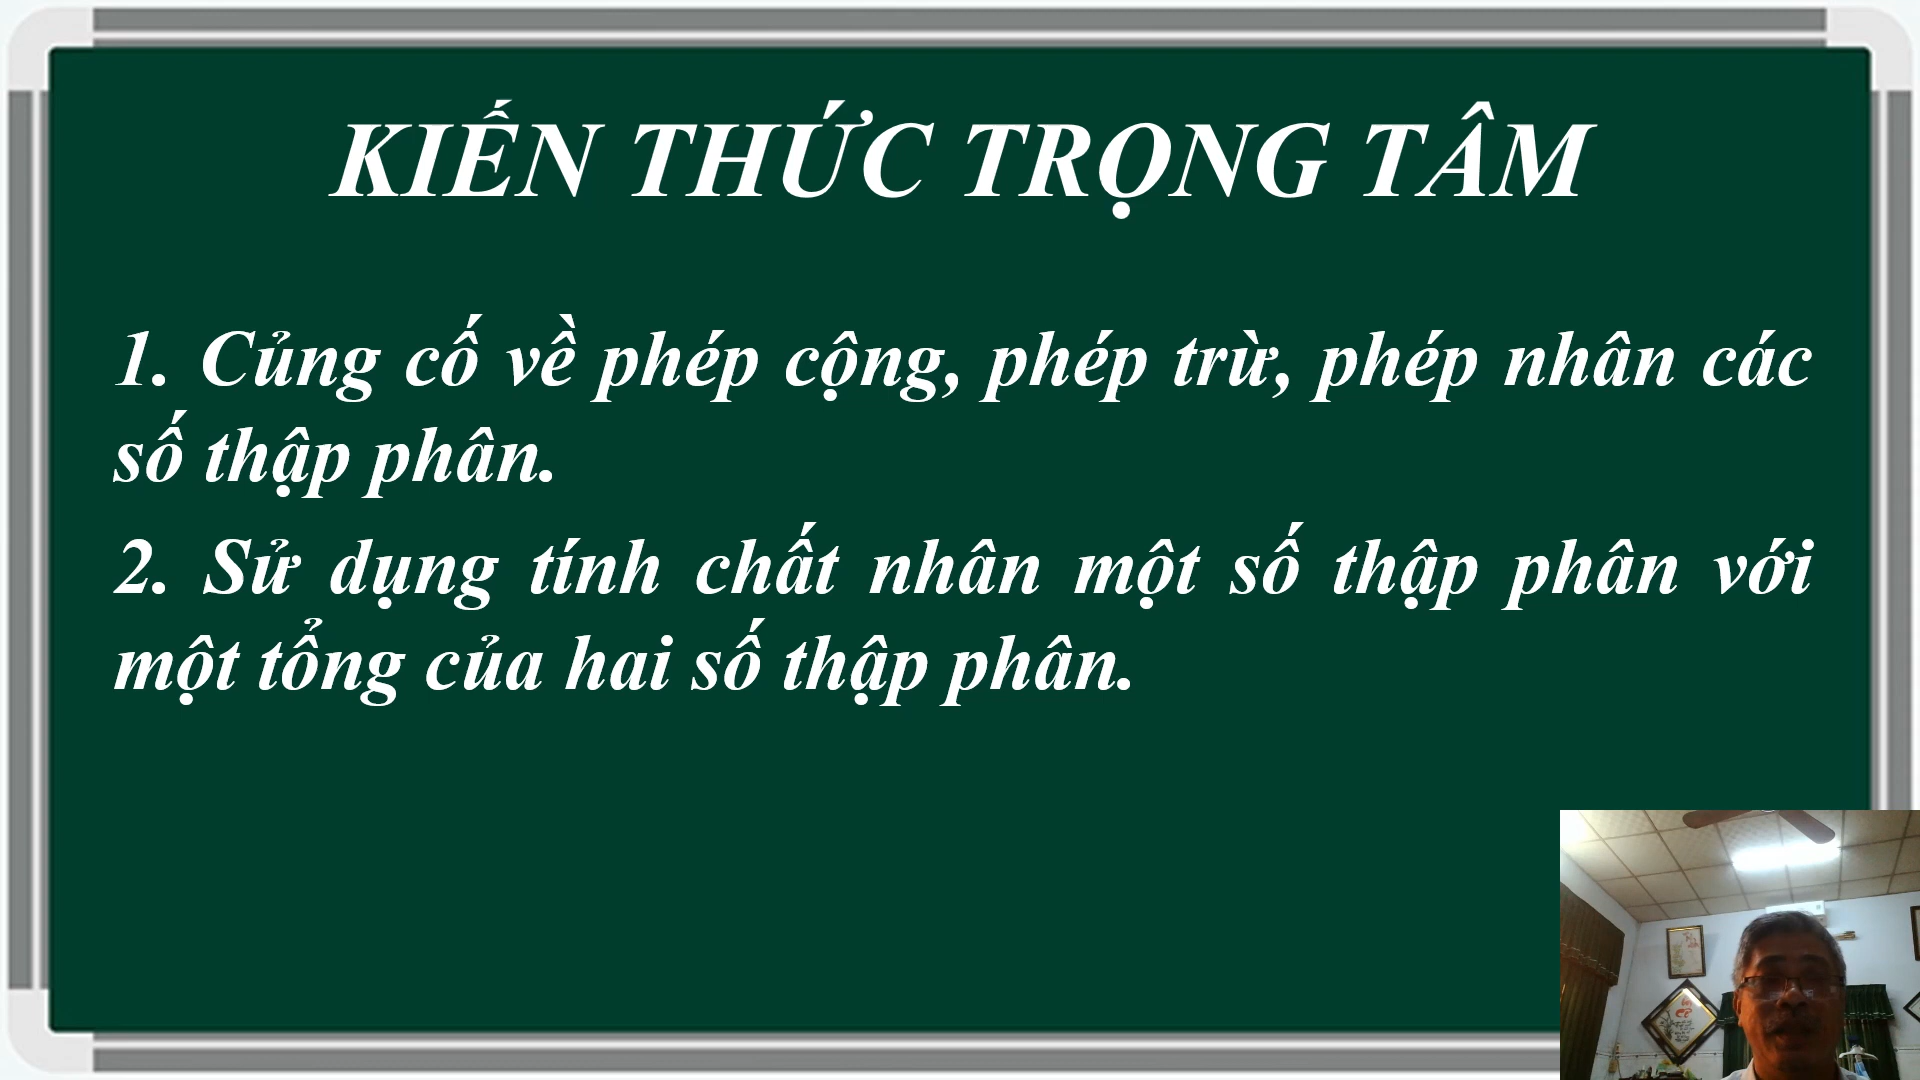 KIẾN THỨC TRỌNG TÂM
1. Củng cố về phép cộng, phép trừ, phép nhân các
số thập phân.
2. Sử dụng tính chất nhân một số thập phân với
một tổng của hai số thập phân.